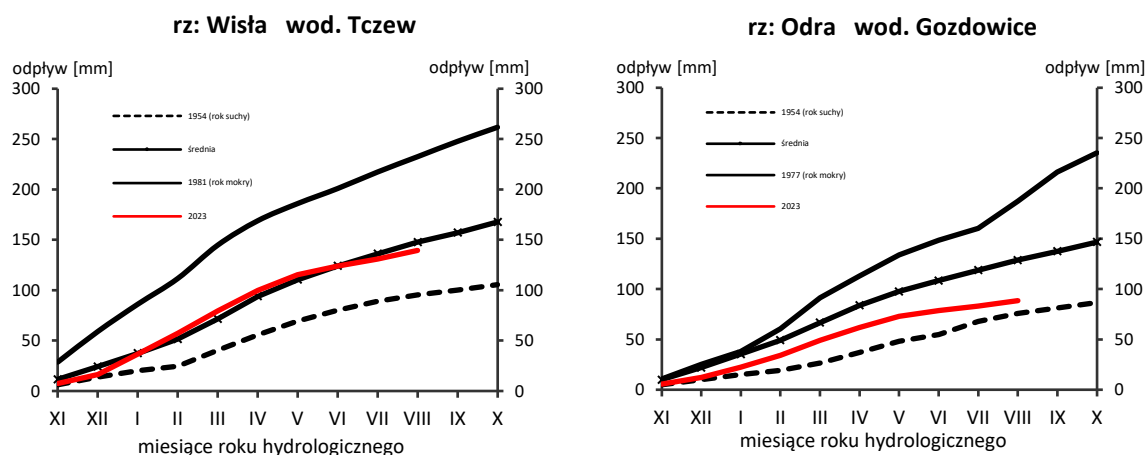 rz: Wisła wod. Tczew
odpływ [mm] odpływ [mm]
300 300
250 250
200 200
150 150
100 100
50 50
0 0
1954 (rok suchy)
średnia
1981 (rok mokry)
2023
XI XII I II III IV V VI VII VIII IX X
miesiące roku hydrologicznego
rz: Odra wod. Gozdowice
odpływ [mm] odpływ [mm]
300 300
250 250
200 200
150 150
100 100
50 50
0 0
1954 (rok suchy)
średnia
1977 (rok mokry)
2023
XI XII I II III IV V VI VII VIII IX X
miesiące roku hydrologicznego